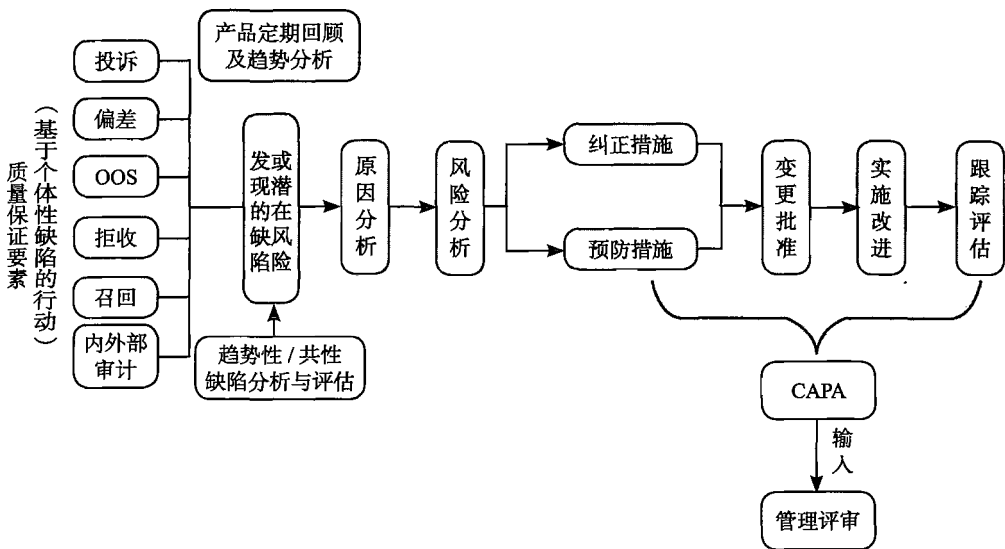 产品定期回顾
及趋势分析
投诉
偏差
OOS
拒收
召回
内外部
审计
（基于个体性缺陷的行动）
质量保证要素
发现的缺陷
或潜在风险
趋势性/共性
缺陷分析与评估
原因分析
风险分析
纠正措施
预防措施
变更批准
实施改进
跟踪评估
CAPA
输入
管理评审